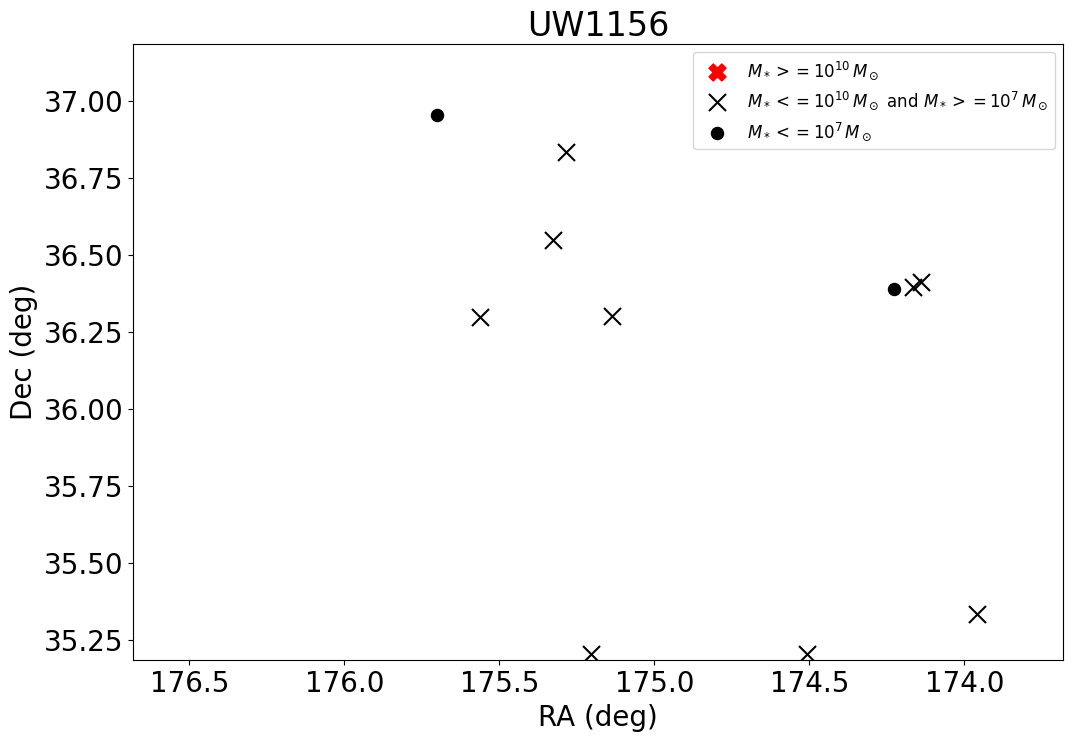 UW1156
M* >= 10^10 M⊙
M* <= 10^10 M⊙ and M* >= 10^7 M⊙
M* <= 10^7 M⊙
37.00
36.75
36.50
36.25
36.00
35.75
35.50
35.25
Dec (deg)
176.5 176.0 175.5 175.0 174.5 174.0
RA (deg)